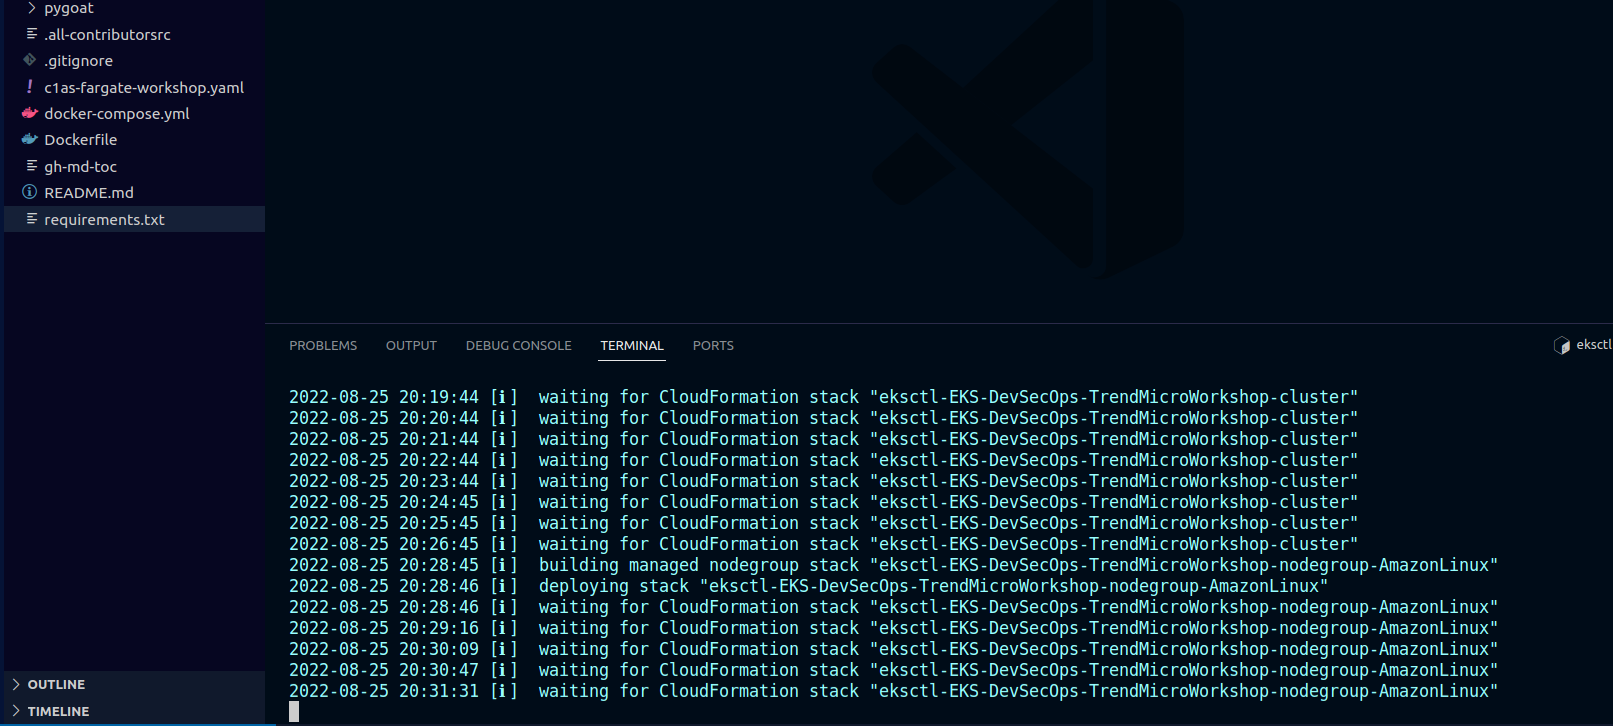 pygoat
.all-contributorsrc
.gitignore
! c1as-fargate-workshop.yaml
docker-compose.yml
Dockerfile
gh-md-toc
README.md
requirements.txt
OUTLINE
TIMELINE
PROBLEMS OUTPUT DEBUG CONSOLE TERMINAL PORTS eksctl
2022-08-25 20:19:44 [ℹ]  waiting for CloudFormation stack "eksctl-EKS-DevSecOps-TrendMicroWorkshop-cluster"
2022-08-25 20:20:44 [ℹ]  waiting for CloudFormation stack "eksctl-EKS-DevSecOps-TrendMicroWorkshop-cluster"
2022-08-25 20:21:44 [ℹ]  waiting for CloudFormation stack "eksctl-EKS-DevSecOps-TrendMicroWorkshop-cluster"
2022-08-25 20:22:44 [ℹ]  waiting for CloudFormation stack "eksctl-EKS-DevSecOps-TrendMicroWorkshop-cluster"
2022-08-25 20:23:44 [ℹ]  waiting for CloudFormation stack "eksctl-EKS-DevSecOps-TrendMicroWorkshop-cluster"
2022-08-25 20:24:45 [ℹ]  waiting for CloudFormation stack "eksctl-EKS-DevSecOps-TrendMicroWorkshop-cluster"
2022-08-25 20:25:45 [ℹ]  waiting for CloudFormation stack "eksctl-EKS-DevSecOps-TrendMicroWorkshop-cluster"
2022-08-25 20:26:45 [ℹ]  waiting for CloudFormation stack "eksctl-EKS-DevSecOps-TrendMicroWorkshop-cluster"
2022-08-25 20:28:45 [ℹ]  building managed nodegroup stack "eksctl-EKS-DevSecOps-TrendMicroWorkshop-nodegroup-AmazonLinux"
2022-08-25 20:28:46 [ℹ]  deploying stack "eksctl-EKS-DevSecOps-TrendMicroWorkshop-nodegroup-AmazonLinux"
2022-08-25 20:28:46 [ℹ]  waiting for CloudFormation stack "eksctl-EKS-DevSecOps-TrendMicroWorkshop-nodegroup-AmazonLinux"
2022-08-25 20:29:16 [ℹ]  waiting for CloudFormation stack "eksctl-EKS-DevSecOps-TrendMicroWorkshop-nodegroup-AmazonLinux"
2022-08-25 20:30:09 [ℹ]  waiting for CloudFormation stack "eksctl-EKS-DevSecOps-TrendMicroWorkshop-nodegroup-AmazonLinux"
2022-08-25 20:30:47 [ℹ]  waiting for CloudFormation stack "eksctl-EKS-DevSecOps-TrendMicroWorkshop-nodegroup-AmazonLinux"
2022-08-25 20:31:31 [ℹ]  waiting for CloudFormation stack "eksctl-EKS-DevSecOps-TrendMicroWorkshop-nodegroup-AmazonLinux"